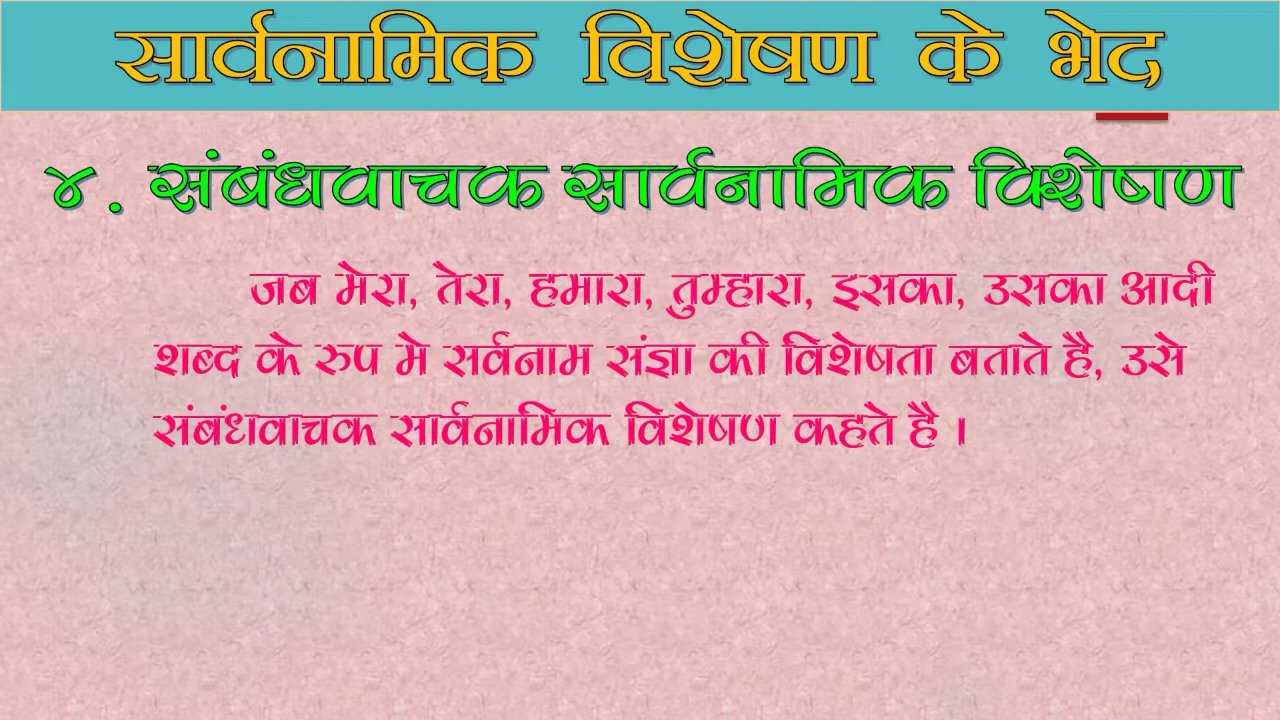 सार्वनामिक विशेषण के भेद
४. संबंधवाचक सार्वनामिक विशेषण
जब मेरा, तेरा, हमारा, तुम्हारा, इसका, उसका आदी
शब्द के रुप मे सर्वनाम संज्ञा की विशेषता बताते है, उसे
संबंधवाचक सार्वनामिक विशेषण कहते है ।